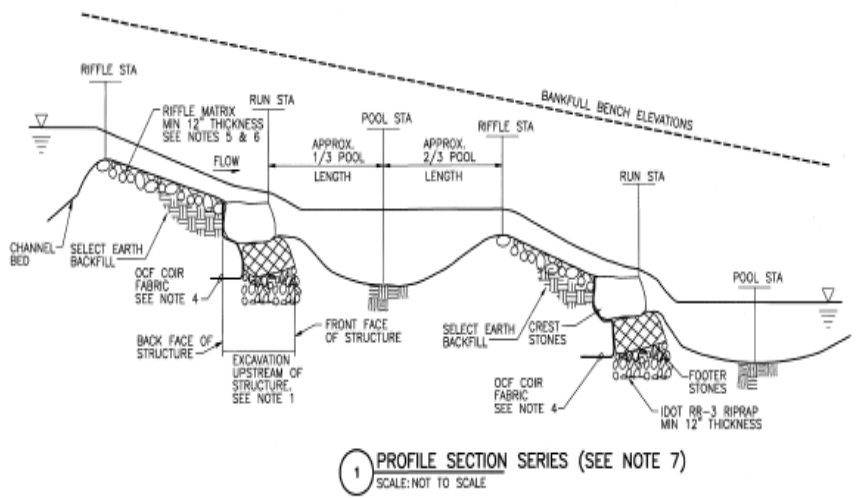 RIFFLE STA
RIFFLE MATRIX
MIN 12" THICKNESS
SEE NOTES 5 & 6
RUN STA
POOL STA
RIFFLE STA
BANKFULL BENCH ELEVATIONS
FLOW
APPROX.
1/3 POOL
LENGTH
APPROX.
2/3 POOL
LENGTH
RUN STA
POOL STA
CHANNEL
BED
SELECT EARTH
BACKFILL
OCF COIR
FABRIC
SEE NOTE 4
BACK FACE OF
STRUCTURE
FRONT FACE
OF STRUCTURE
EXCAVATION
UPSTREAM OF
STRUCTURE,
SEE NOTE 1
SELECT EARTH
BACKFILL
CREST
STONES
OCF COIR
FABRIC
SEE NOTE 4
FOOTER
STONES
IDOT RR-3 RIPRAP
MIN 12" THICKNESS
1
PROFILE SECTION SERIES (SEE NOTE 7)
SCALE: NOT TO SCALE